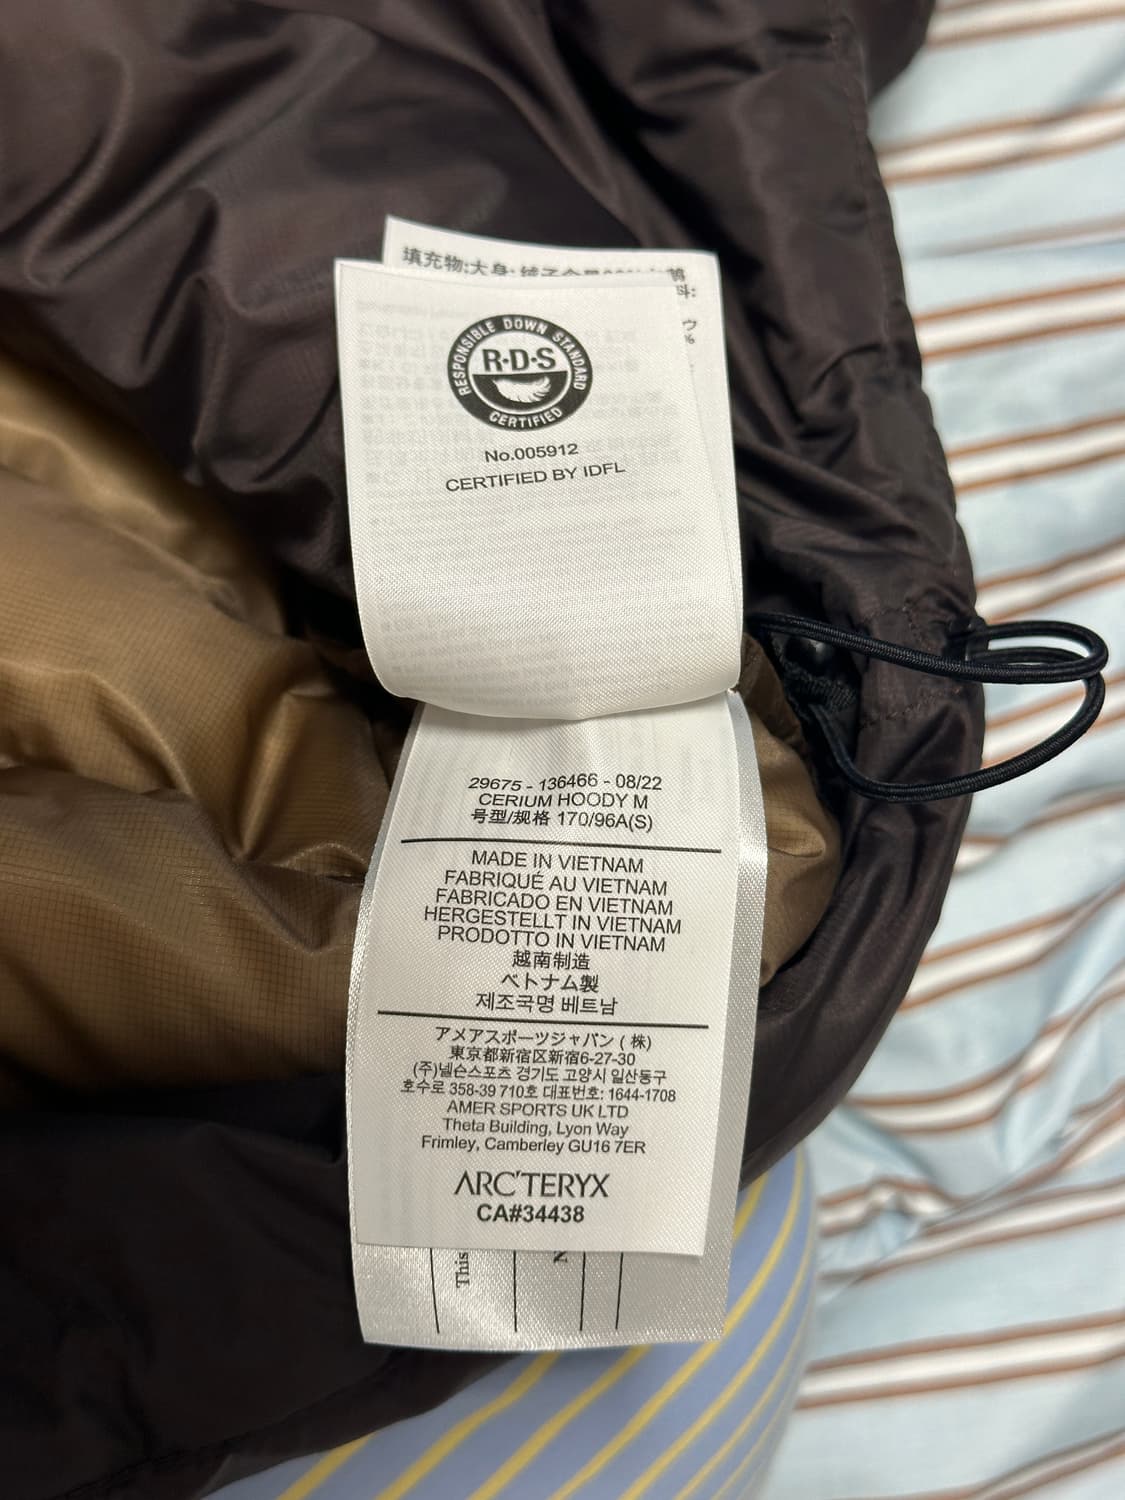 填充物:大身:
RESPONSIBLE DOWN STANDARD
R·D·S
CERTIFIED
No.005912
CERTIFIED BY IDFL
29675 - 136466 - 08/22
CERIUM HOODY M
号型/规格 170/96A(S)
MADE IN VIETNAM
FABRIQUÉ AU VIETNAM
FABRICADO EN VIETNAM
HERGESTELLT IN VIETNAM
PRODOTTO IN VIETNAM
越南制造
ベトナム製
제조국명 베트남
アメアスポーツジャパン ( 株)
東京都新宿区新宿6-27-30
(주)넬슨스포츠 경기도 고양시 일산동구
호수로 358-39 710호 대표번호: 1644-1708
AMER SPORTS UK LTD
Theta Building, Lyon Way
Frimley, Camberley GU16 7ER
ARC'TERYX
CA#34438
This